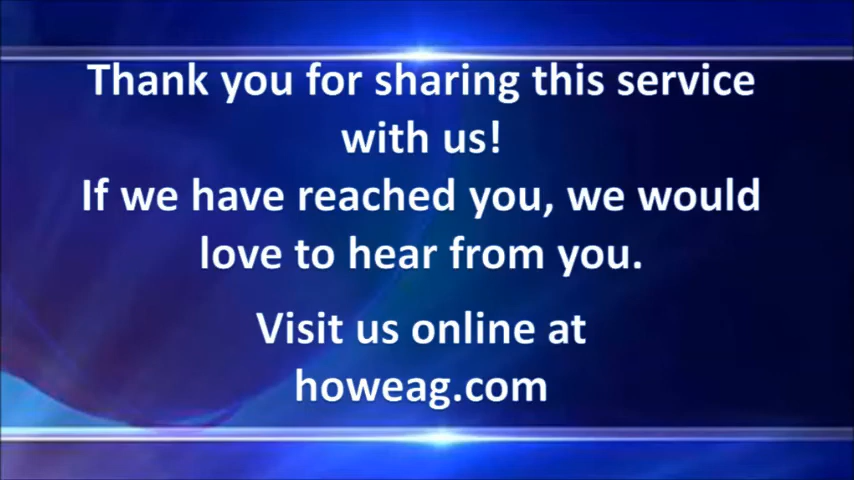 Thank you for sharing this service
with us!
If we have reached you, we would
love to hear from you.
Visit us online at
howeag.com